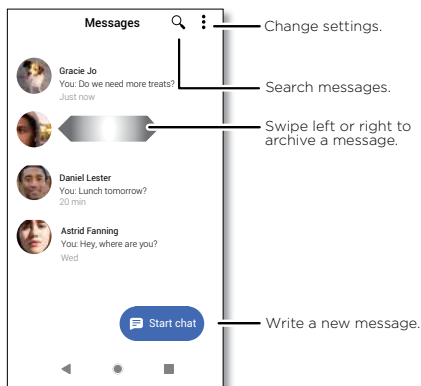 Messages
Change settings.
Gracie Jo
You: Do we need more treats?
Just now
Search messages.
Swipe left or right to
archive a message.
Daniel Lester
You: Lunch tomorrow?
20 min
Astrid Fanning
You: Hey, where are you?
Wed
Start chat
Write a new message.